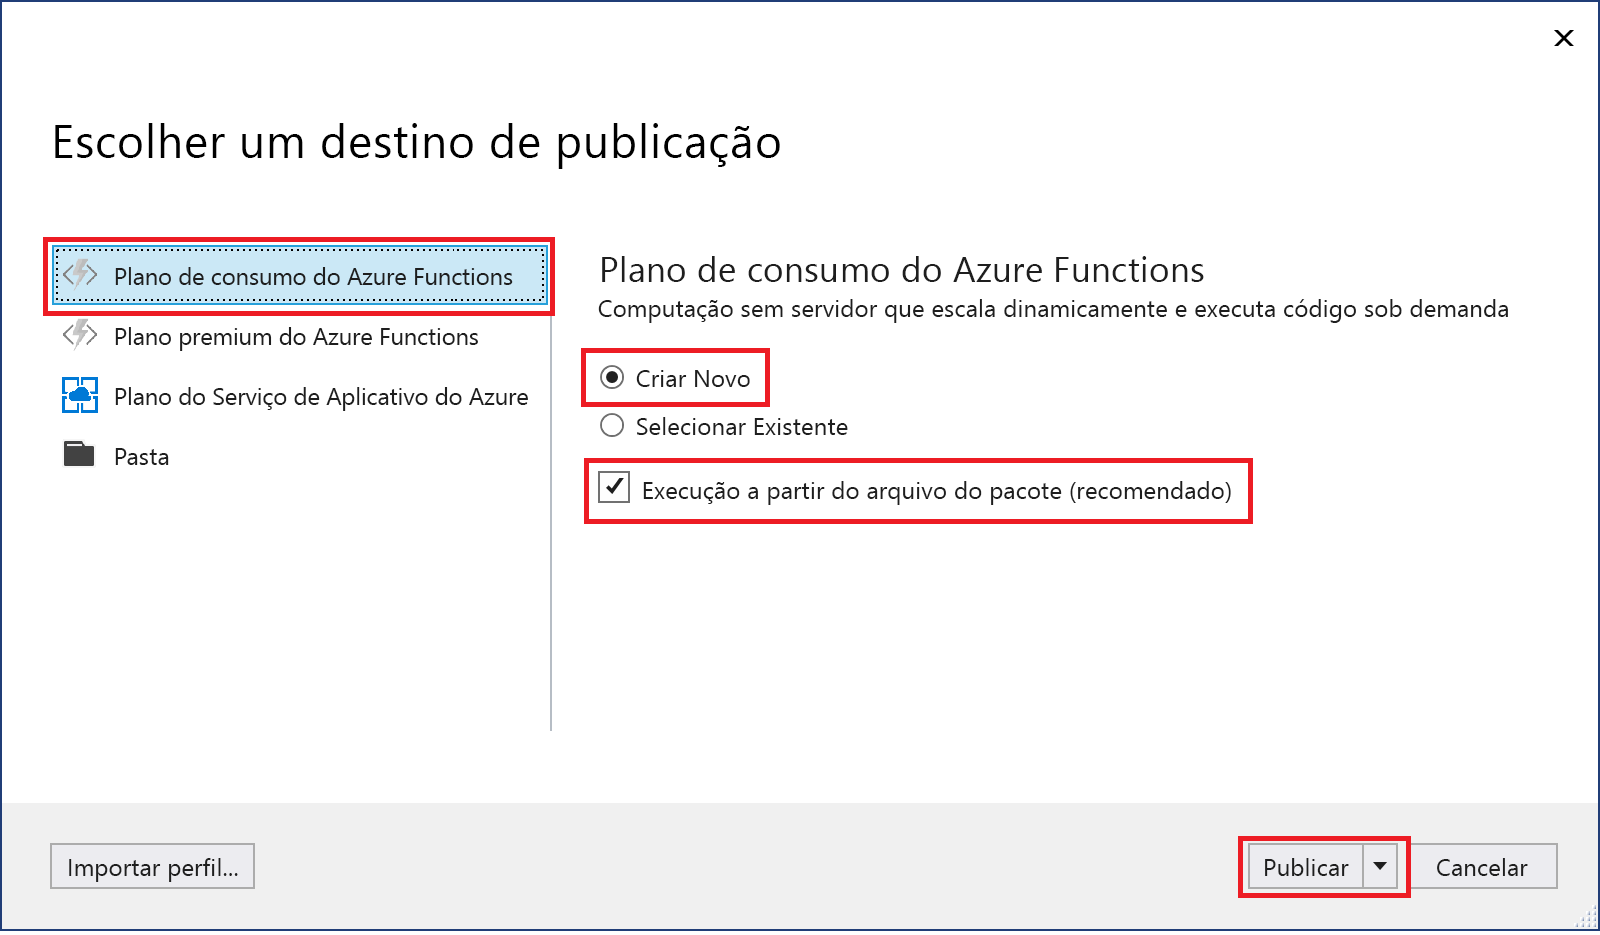 Escolher um destino de publicação
Plano de consumo do Azure Functions
Plano premium do Azure Functions
Plano do Serviço de Aplicativo do Azure
Pasta
Plano de consumo do Azure Functions
Computação sem servidor que escala dinamicamente e executa código sob demanda
Criar Novo
Selecionar Existente
Execução a partir do arquivo do pacote (recomendado)
Importar perfil...
Publicar
Cancelar